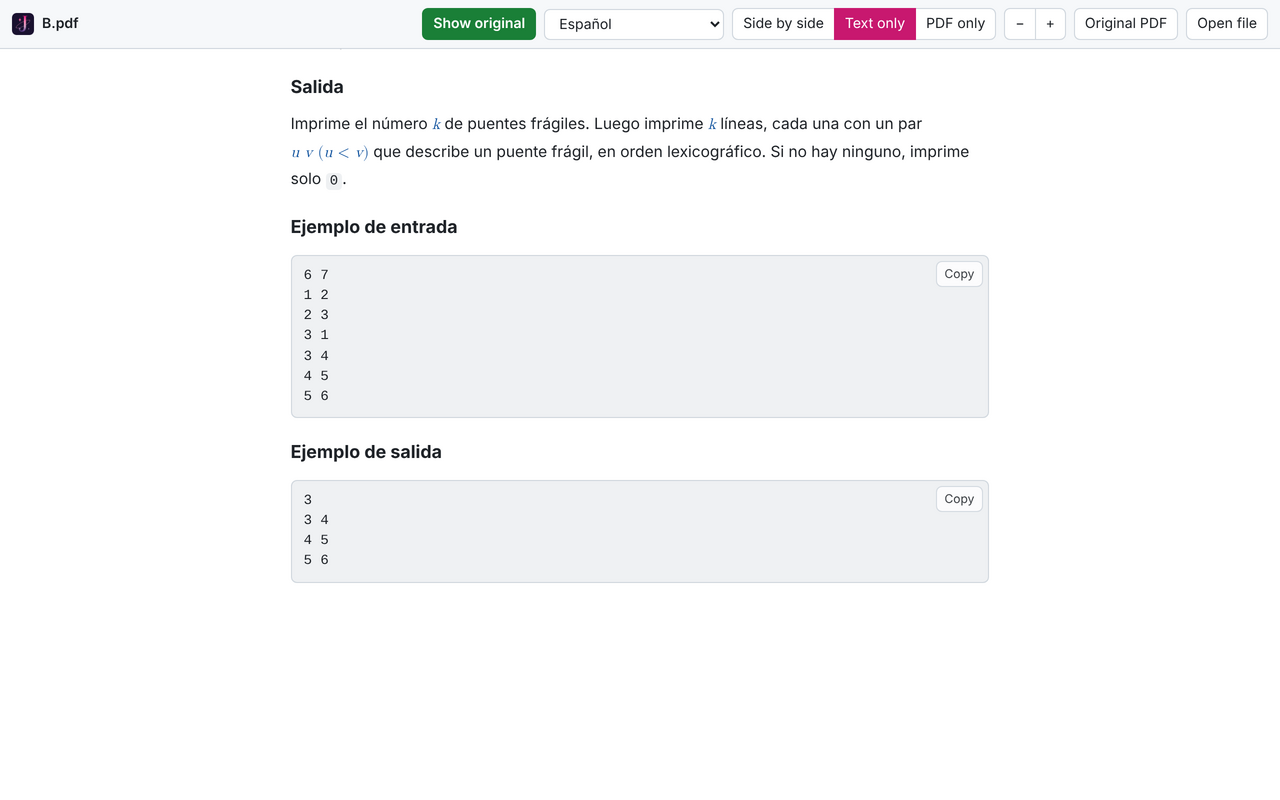 B.pdf
Show original
Español
Side by side
Text only
PDF only
−
+
Original PDF
Open file
Salida
Imprime el número k de puentes frágiles. Luego imprime k líneas, cada una con un par
u v (u < v) que describe un puente frágil, en orden lexicográfico. Si no hay ninguno, imprime
solo 0.
Ejemplo de entrada
Copy
6 7
1 2
2 3
3 1
3 4
4 5
5 6
Ejemplo de salida
Copy
3
3 4
4 5
5 6